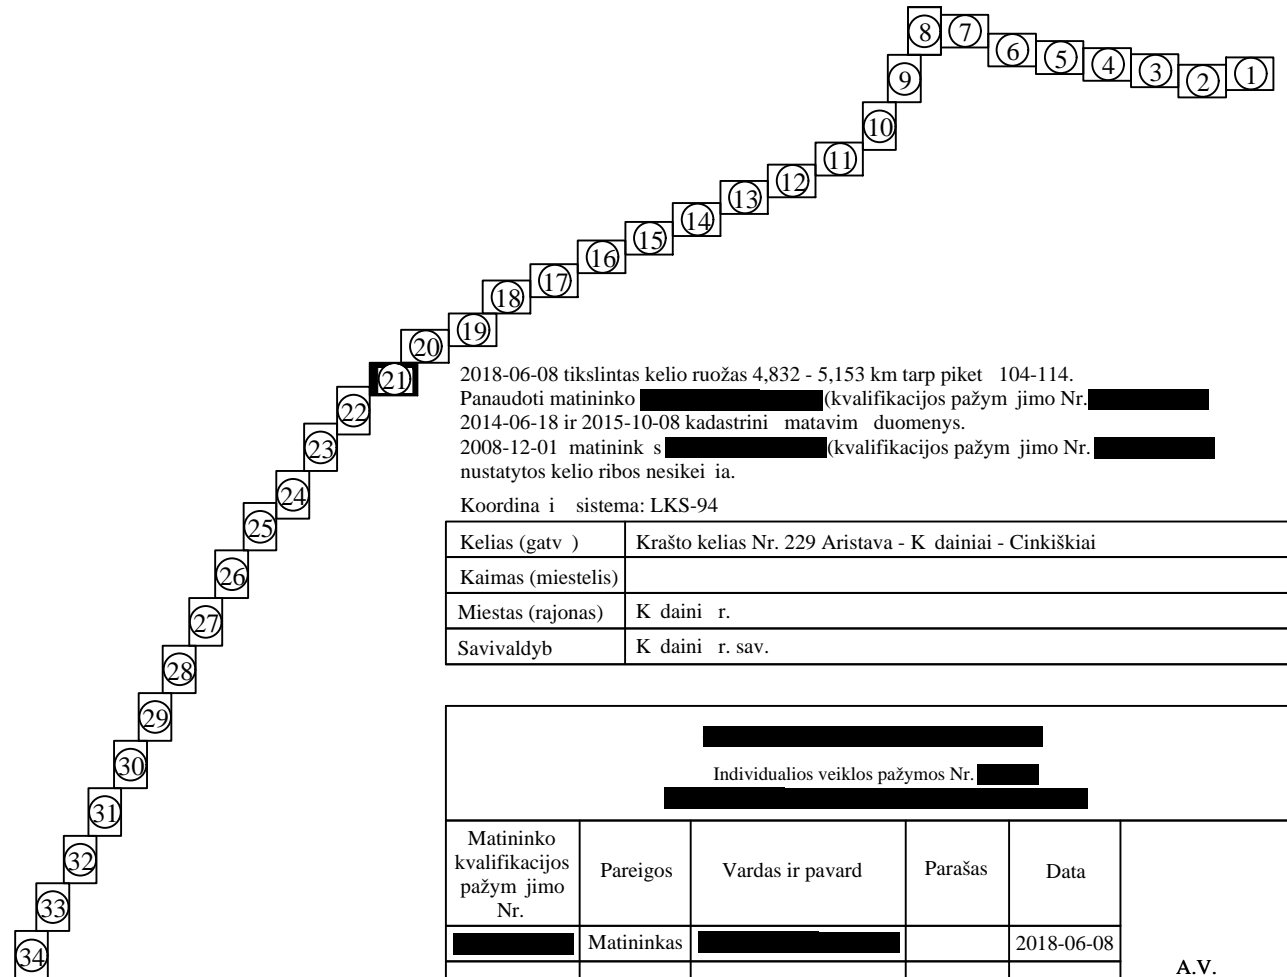 8 7
6 5 4 3 2 1
9
10
11
12
13
14
15
16
17
18
19
20
21
2018-06-08 tikslintas kelio ruožas 4,832 - 5,153 km tarp piket 104-114.
Panaudoti matininko (kvalifikacijos pažym jimo Nr.
22
2014-06-18 ir 2015-10-08 kadastrini matavim duomenys.
23
2008-12-01 matinink s (kvalifikacijos pažym jimo Nr.
nustatytos kelio ribos nesikei ia.
24
Koordina i sistema: LKS-94
25
Kelias (gatv ) Krašto kelias Nr. 229 Aristava - K dainiai - Cinkiškiai
26
Kaimas (miestelis)
27
Miestas (rajonas) K daini r.
Savivaldyb K daini r. sav.
28
29
30
Individualios veiklos pažymos Nr.
31
32
33
34
Matininko
kvalifikacijos
pažym jimo
Nr.
Pareigos
Vardas ir pavard
Parašas
Data
Matininkas 2018-06-08
A.V.